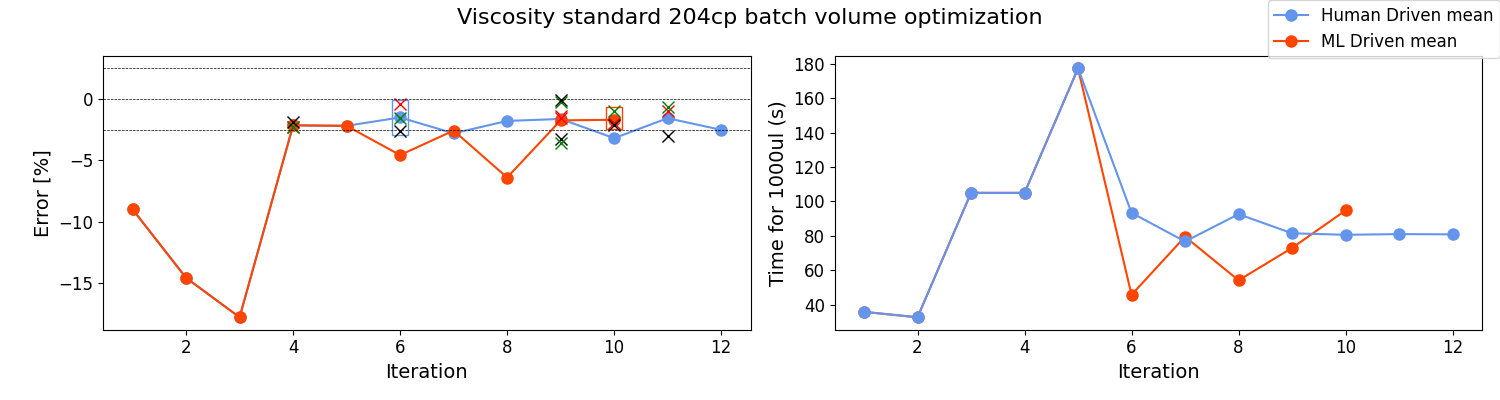 Viscosity standard 204cp batch volume optimization
Human Driven mean
ML Driven mean
Error [%]
0
−5
−10
−15
2 4 6 8 10 12
Iteration
Time for 1000ul (s)
180
160
140
120
100
80
60
40
2 4 6 8 10 12
Iteration